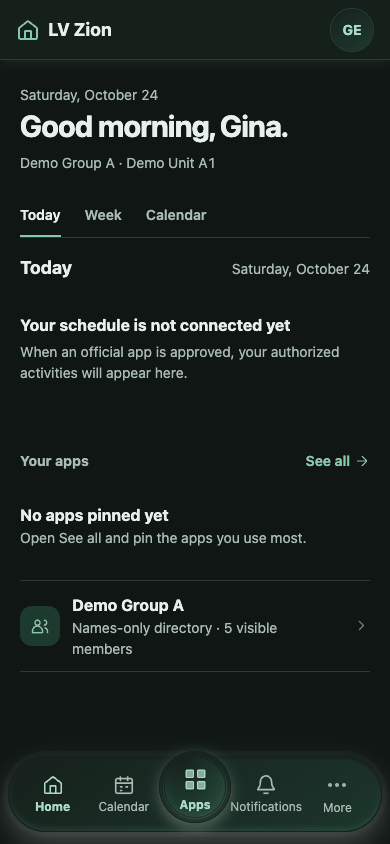 LV Zion
GE
Saturday, October 24
Good morning, Gina.
Demo Group A · Demo Unit A1
Today
Week
Calendar
Today
Saturday, October 24
Your schedule is not connected yet
When an official app is approved, your authorized
activities will appear here.
Your apps
See all →
No apps pinned yet
Open See all and pin the apps you use most.
Demo Group A
Names-only directory · 5 visible
members
Home
Calendar
Apps
Notifications
More